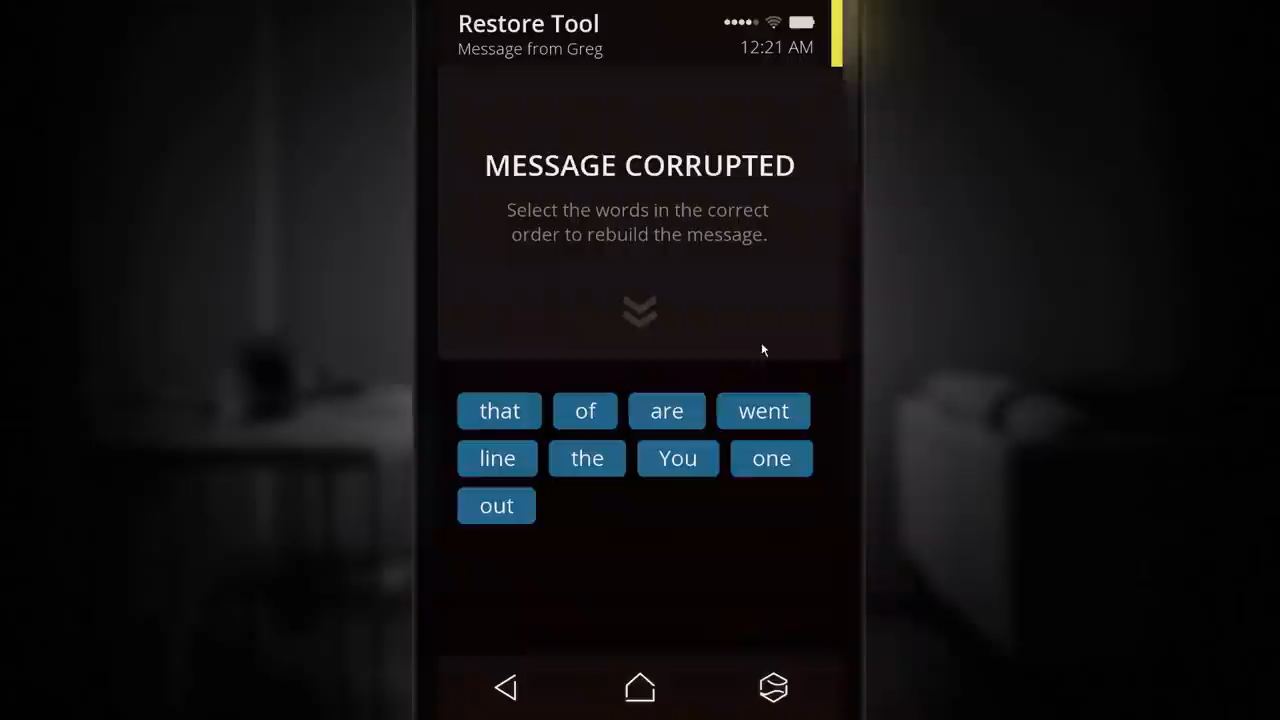 Restore Tool
Message from Greg
12:21 AM
MESSAGE CORRUPTED
Select the words in the correct
order to rebuild the message.
that of are went
line the You one
out